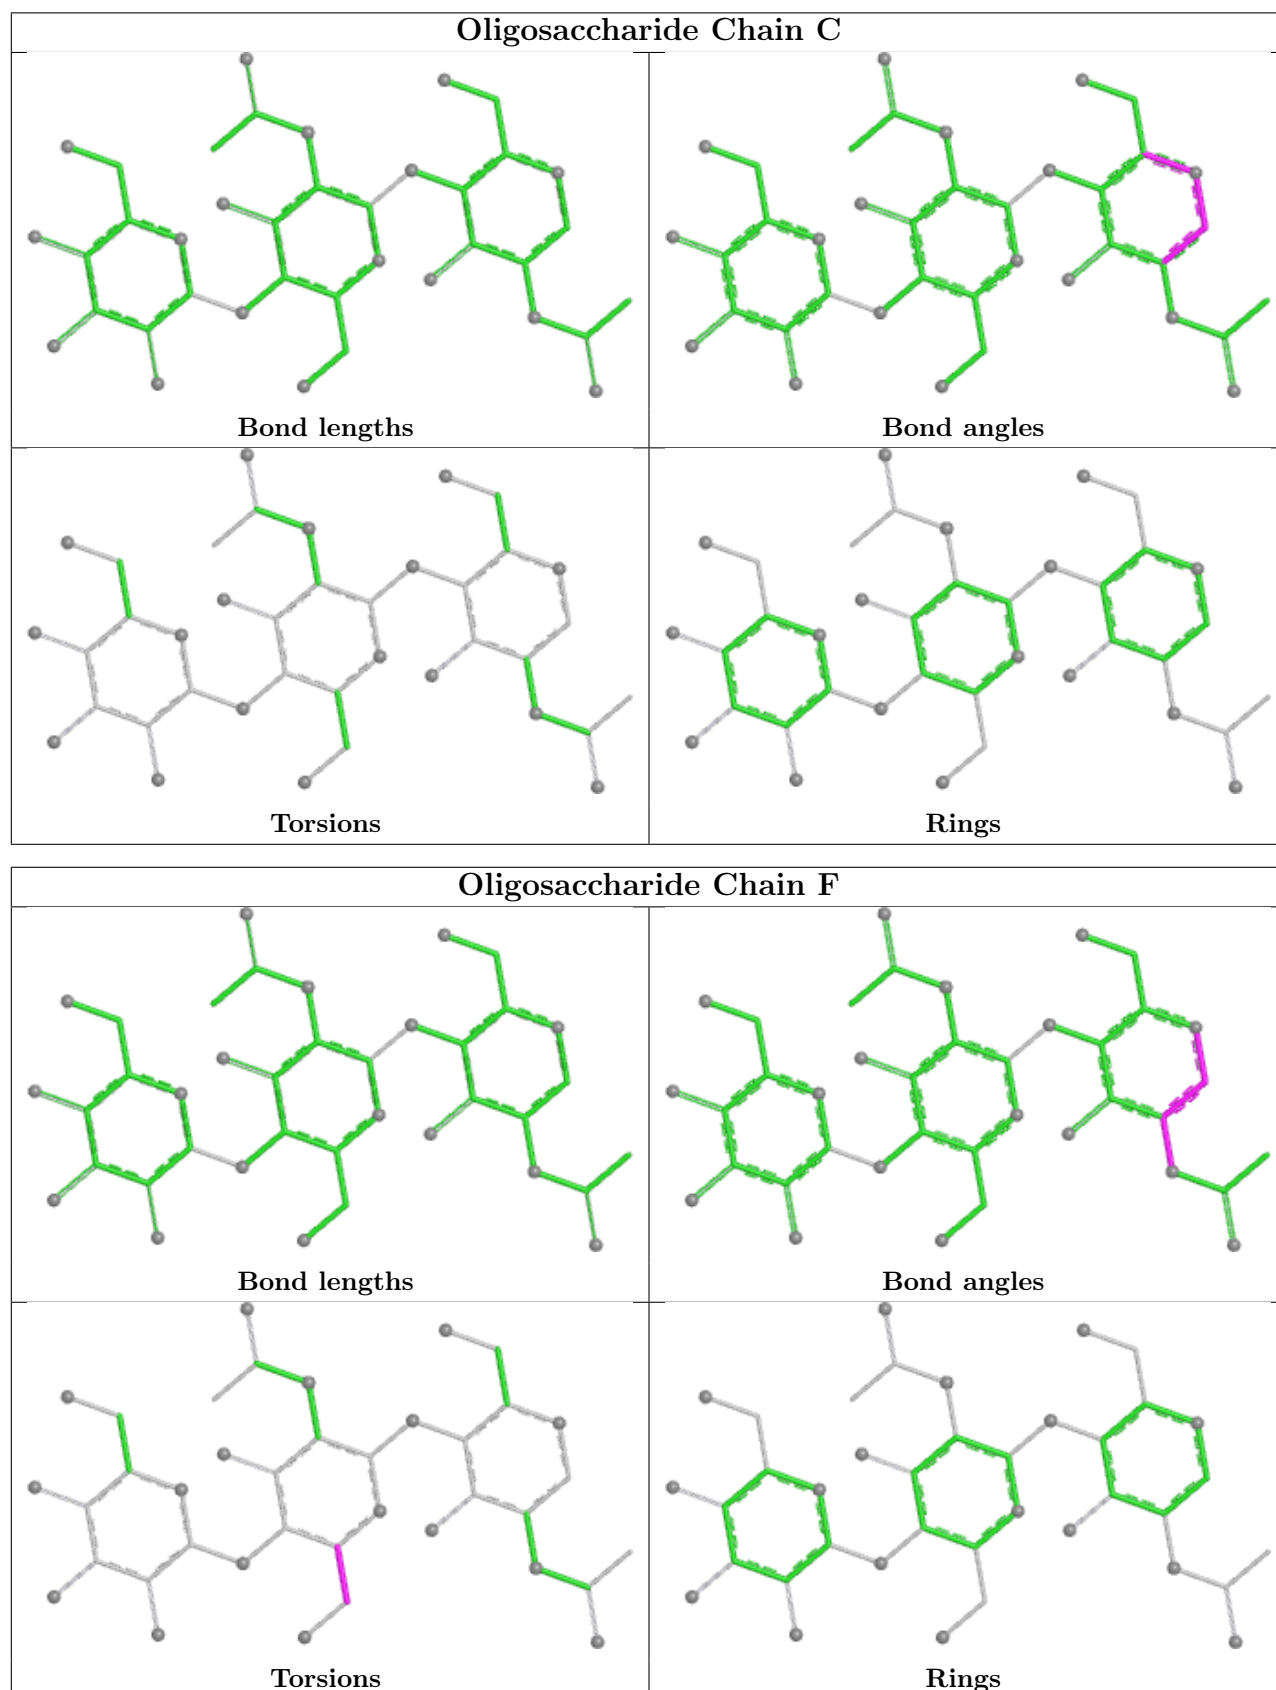 Oligosaccharide Chain C
Bond lengths
Bond angles
Torsions
Rings
Oligosaccharide Chain F
Bond lengths
Bond angles
Torsions
Rings